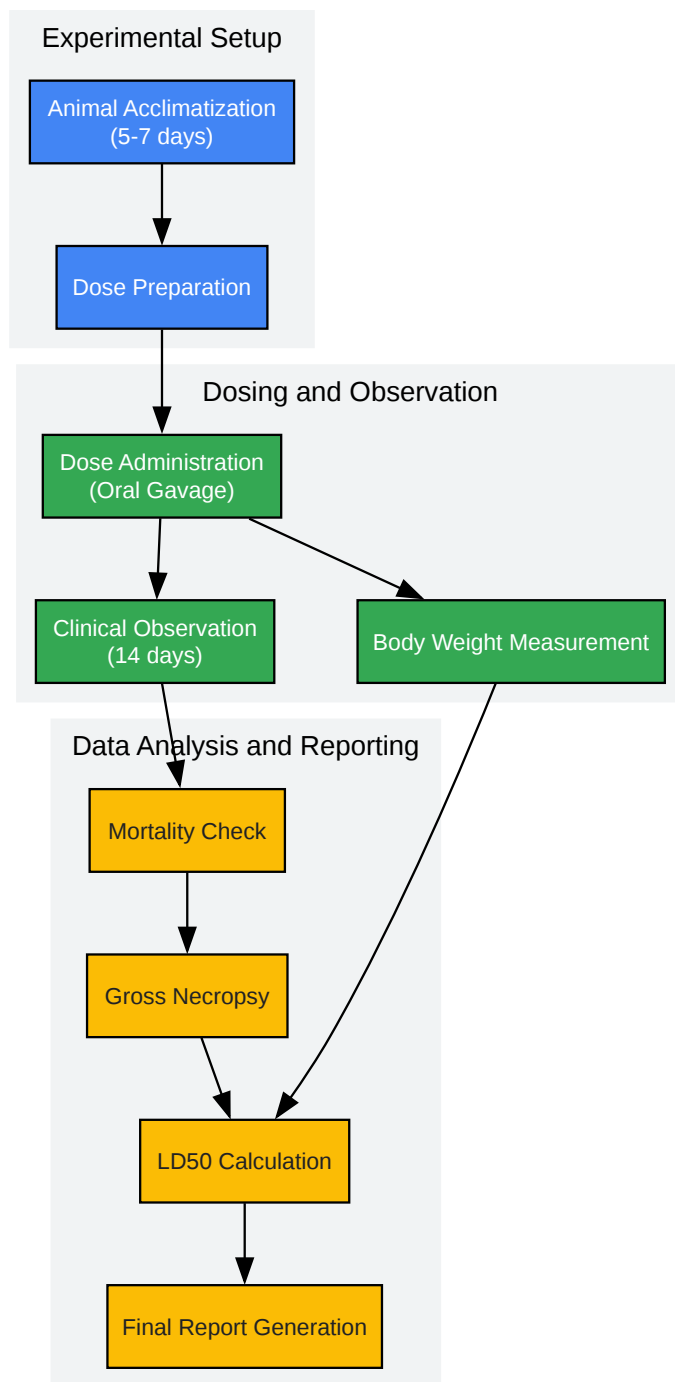 Experimental Setup
Animal Acclimatization
(5-7 days)
Dose Preparation
Dosing and Observation
Dose Administration
(Oral Gavage)
Clinical Observation
(14 days)
Body Weight Measurement
Data Analysis and Reporting
Mortality Check
Gross Necropsy
LD50 Calculation
Final Report Generation